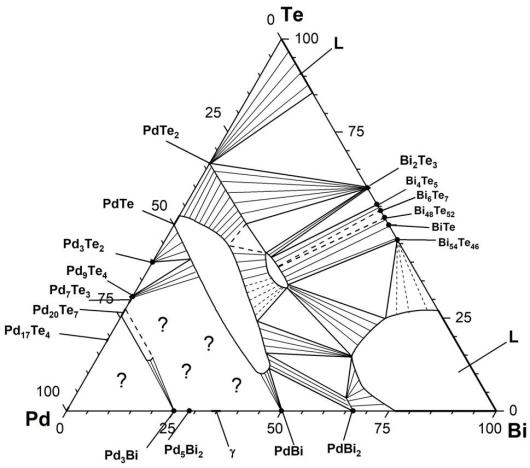 Te
0
100
L
25
75
PdTe2
Bi2Te3
Bi4Te5
Bi6Te7
Bi48Te52
BiTe
Bi54Te46
50
PdTe
Pd3Te2
Pd9Te4
Pd7Te3
75
Pd20Te7
Pd17Te4
25
L
?
?
?
?
?
100
Pd
0
25
50
75
0
Bi
Pd3Bi
Pd5Bi2
γ
PdBi
PdBi2